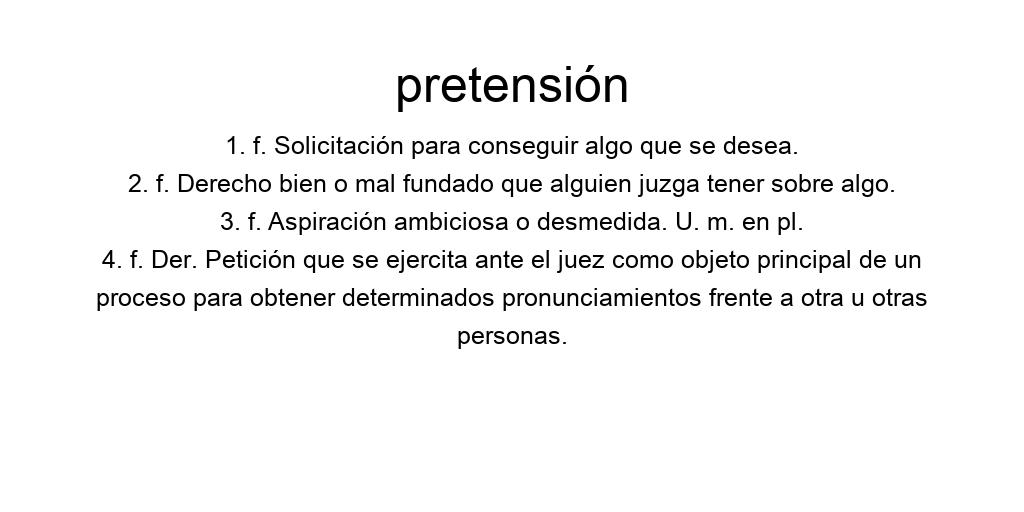 pretensión
1. f. Solicitación para conseguir algo que se desea.
2. f. Derecho bien o mal fundado que alguien juzga tener sobre algo.
3. f. Aspiración ambiciosa o desmedida. U. m. en pl.
4. f. Der. Petición que se ejercita ante el juez como objeto principal de un
proceso para obtener determinados pronunciamientos frente a otra u otras
personas.